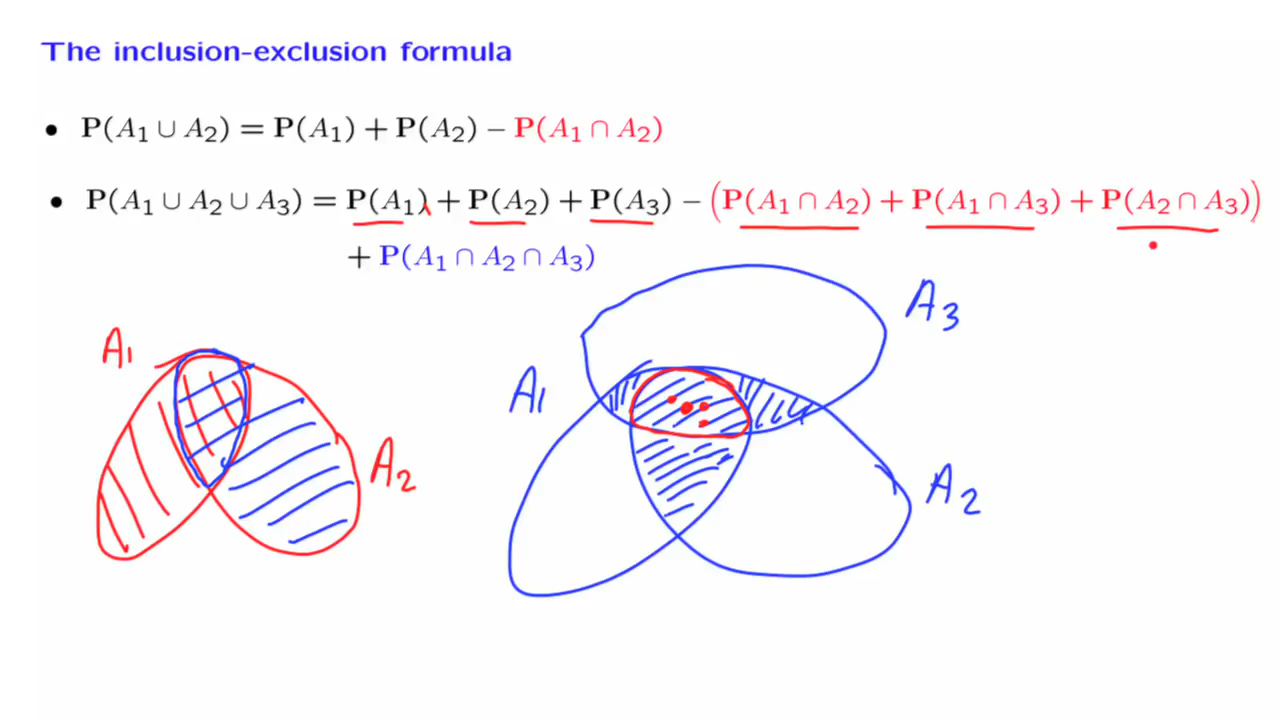 The inclusion-exclusion formula
• P(A₁ ∪ A₂) = P(A₁) + P(A₂) − P(A₁ ∩ A₂)
• P(A₁ ∪ A₂ ∪ A₃) = P(A₁) + P(A₂) + P(A₃) − (P(A₁ ∩ A₂) + P(A₁ ∩ A₃) + P(A₂ ∩ A₃))
+ P(A₁ ∩ A₂ ∩ A₃)
A₃
A₁
A₁
A₂
A₂